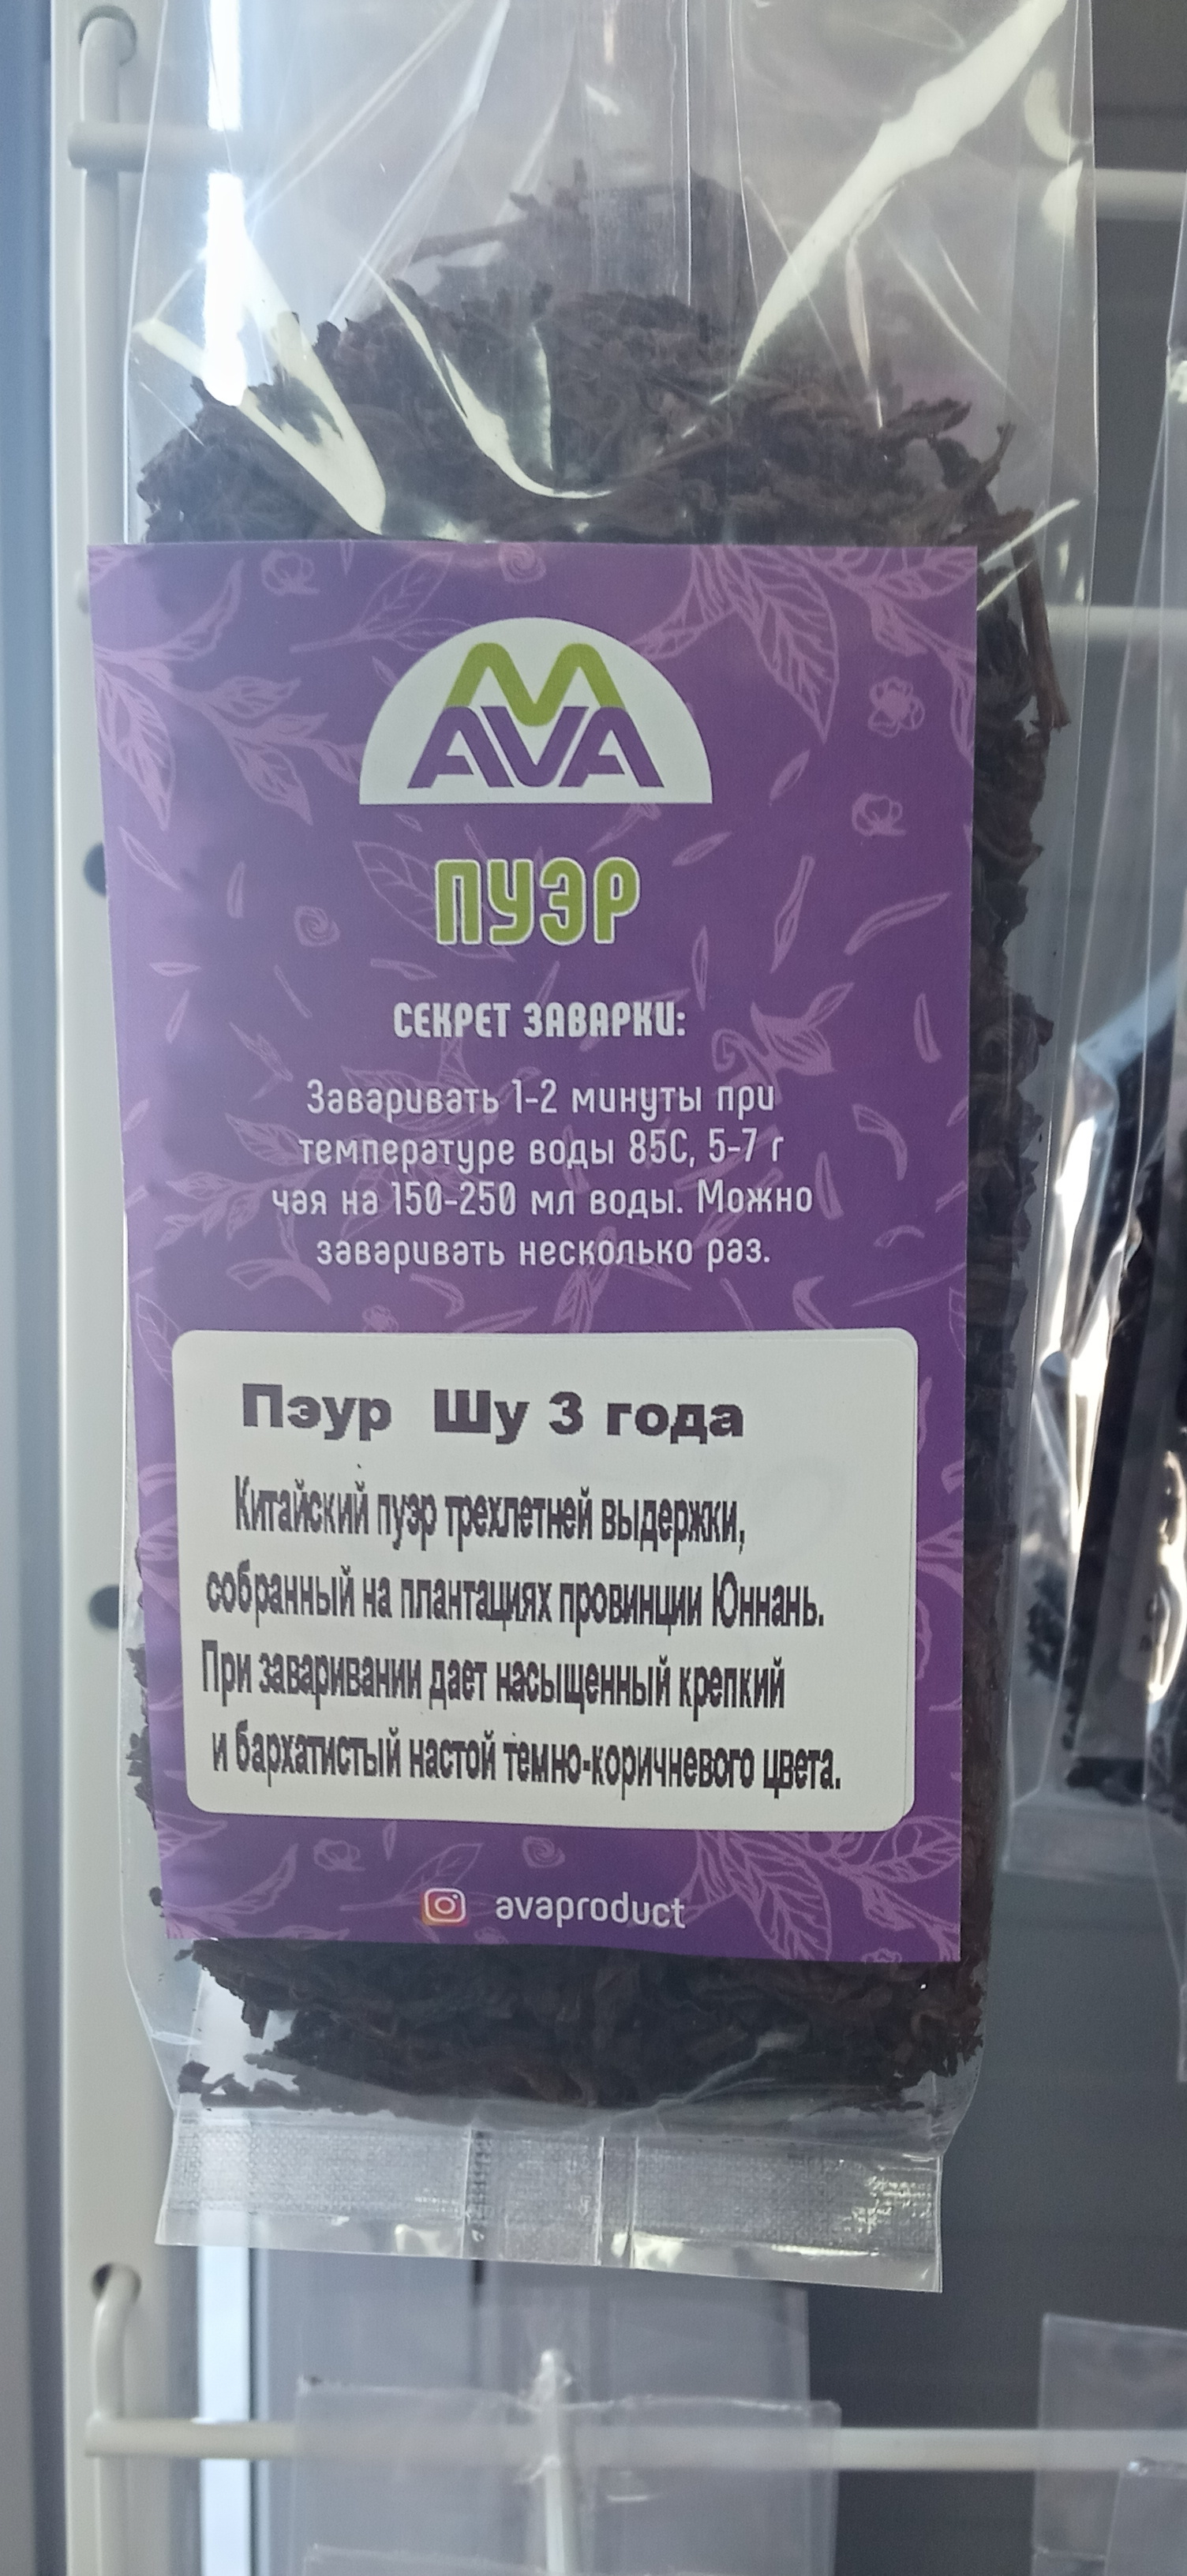 AVA
ПУЭР
СЕКРЕТ ЗАВАРКИ:
Заваривать 1-2 минуты при
температуре воды 85С, 5-7 г
чая на 150-250 мл воды. Можно
заваривать несколько раз.
Пэур Шу 3 года
Китайский пуэр трехлетней выдержки,
собранный на плантациях провинции Юннань.
При заваривании дает насыщенный крепкий
и бархатистый настой темно-коричневого цвета.
avaproduct